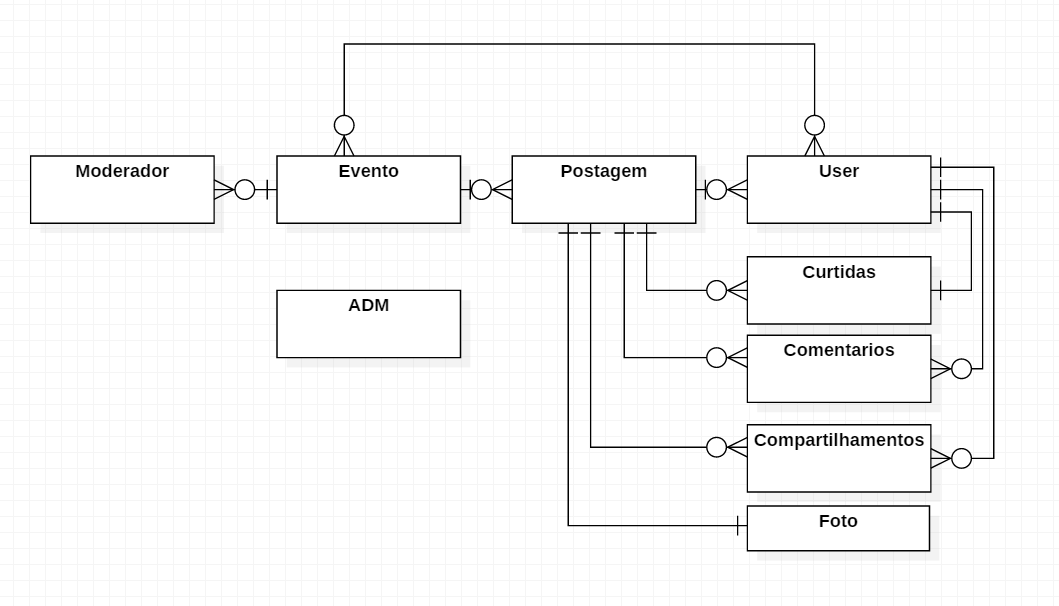 Moderador
Evento
Postagem
User
Curtidas
ADM
Comentarios
Compartilhamentos
Foto